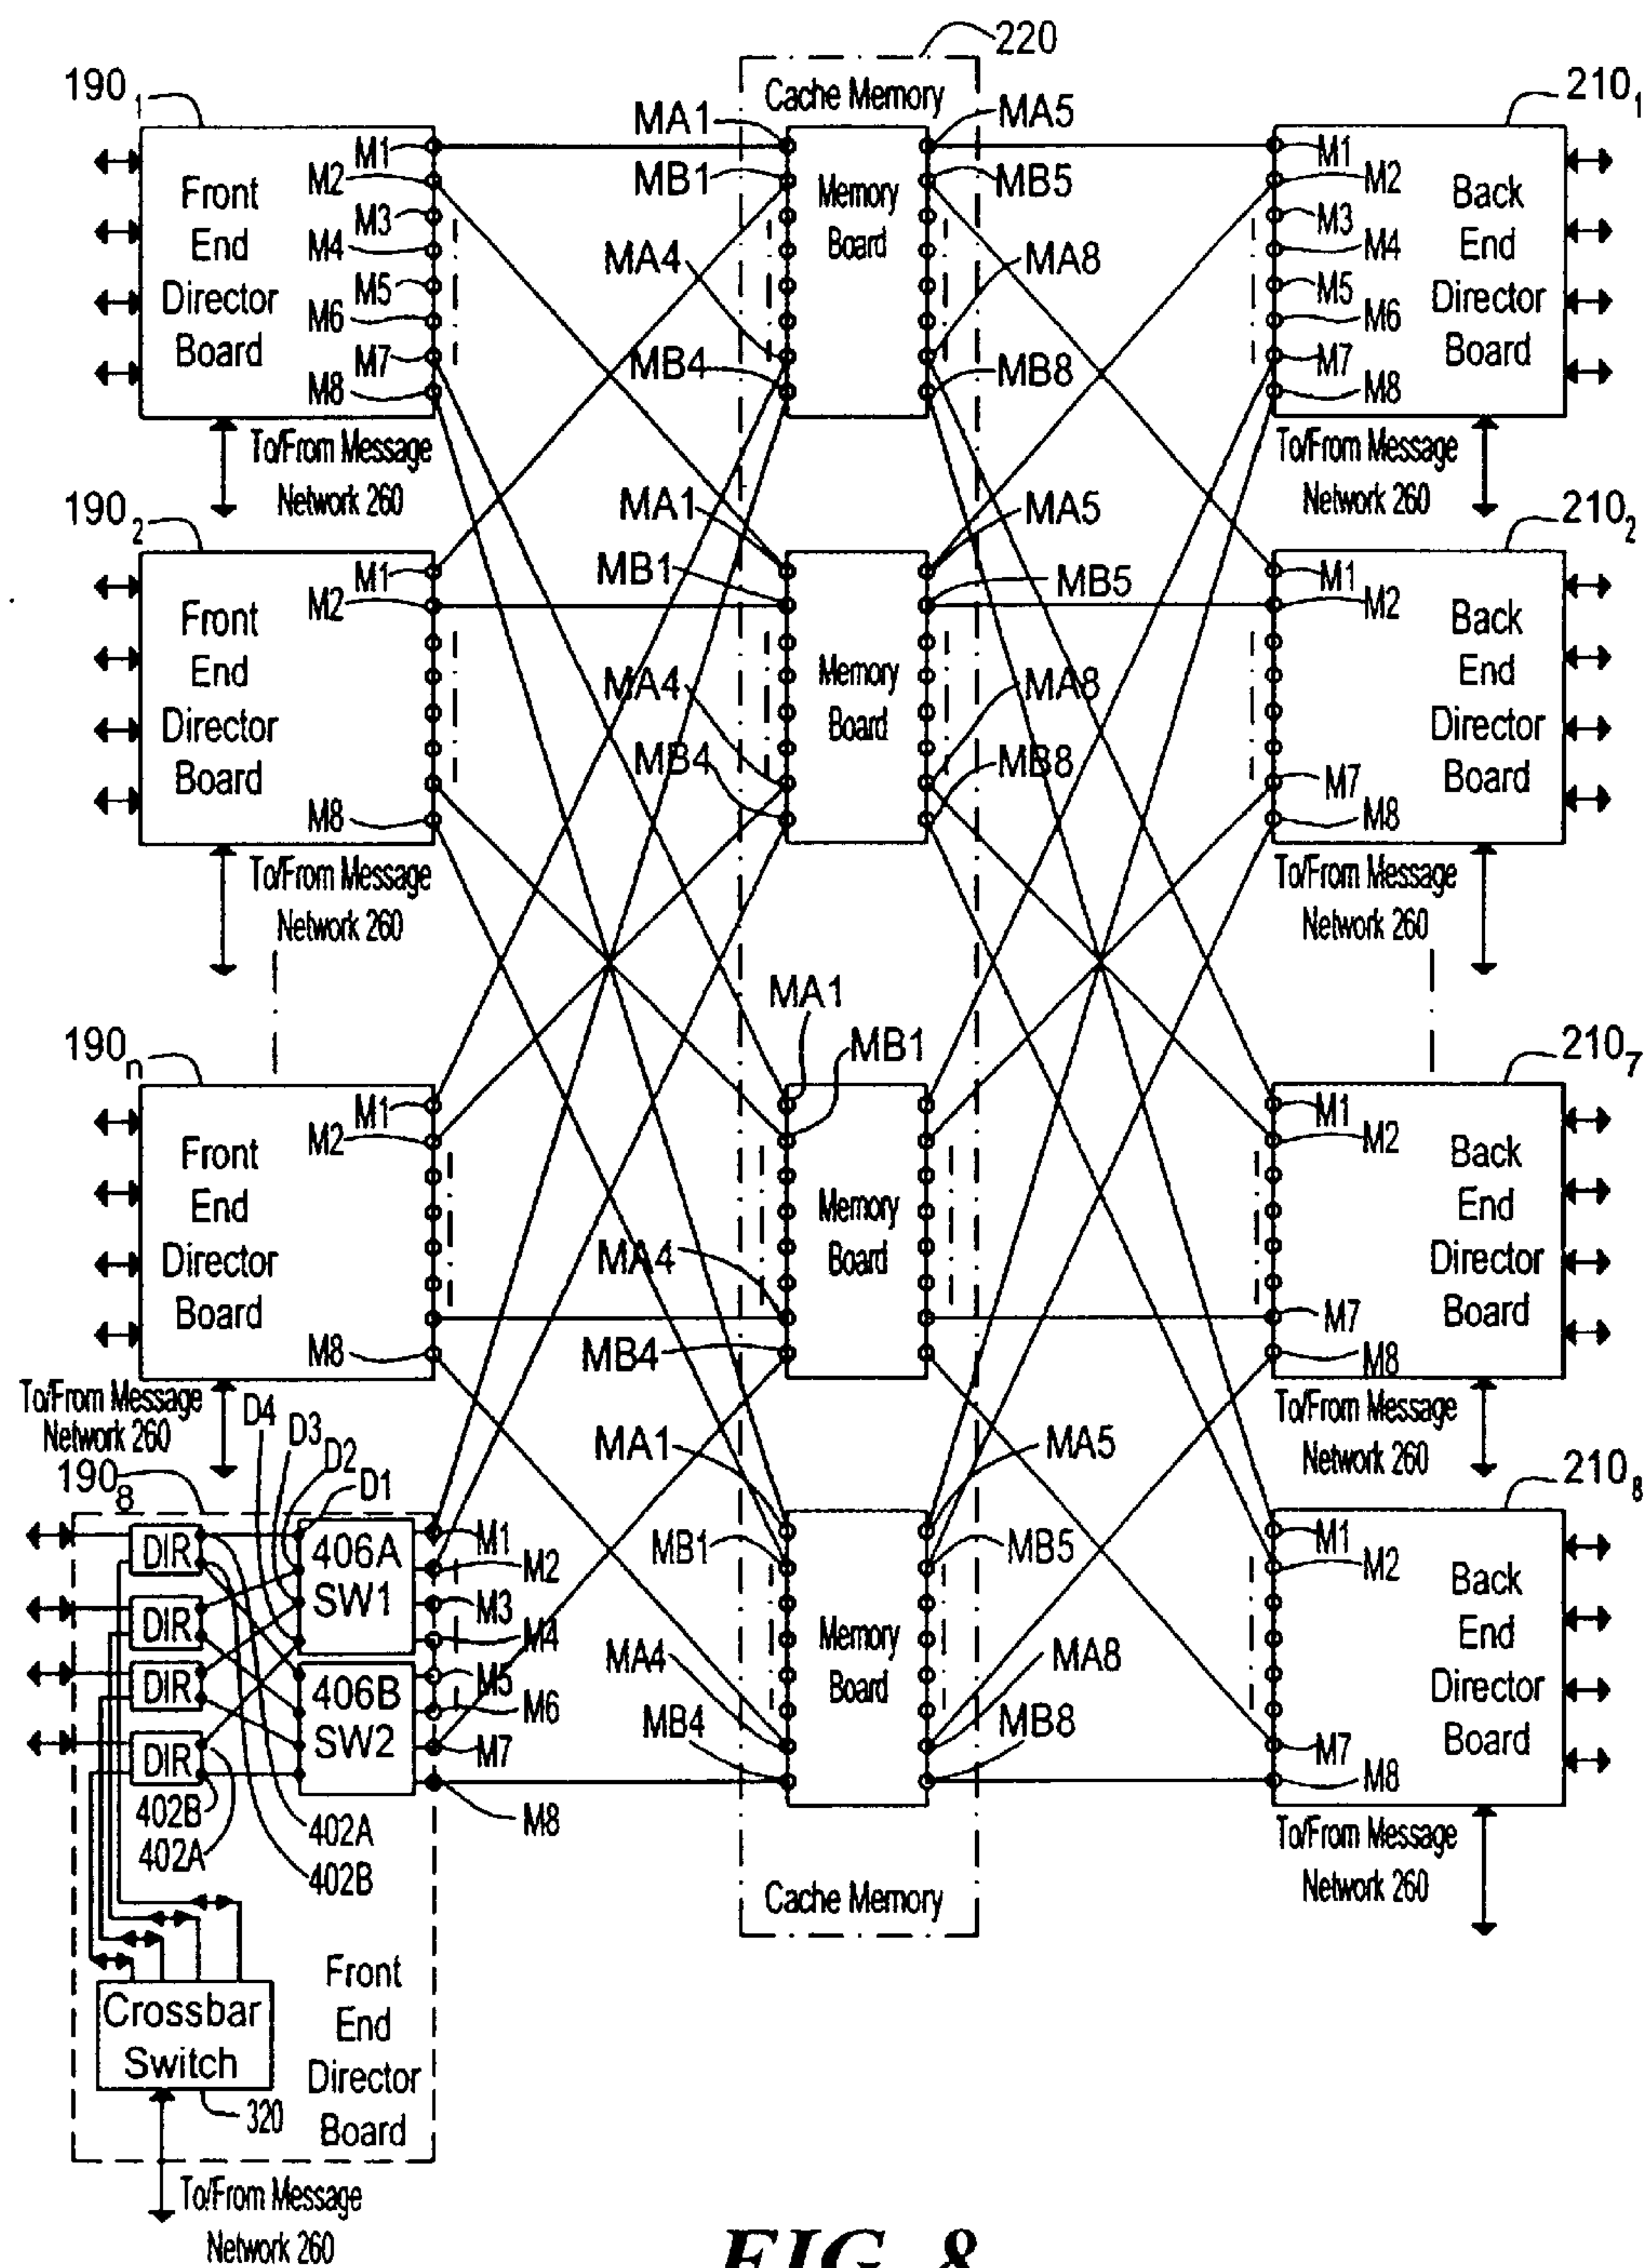 220
190 1
Cache Memory
210 1
MA1
MA5
MB1
MB5
Front
End
Director
Board
M1
M2
M3
M4
M5
M6
M7
M8
Memory
Board
MA4
MA8
MB4
MB8
M1
M2
M3
M4
M5
M6
M7
M8
Back
End
Director
Board
To/From Message
Network 260
To/From Message
Network 260
190 2
MA1
MA5
210 2
MB1
MB5
Front
End
Director
Board
M1
M2
M8
Memory
Board
MA4
MA8
MB4
MB8
M1
M2
M7
M8
Back
End
Director
Board
To/From Message
Network 260
To/From Message
Network 260
190 n
MA1
MB1
210 7
Front
End
Director
Board
M1
M2
M8
Memory
Board
MA4
MB4
M1
M2
M7
M8
Back
End
Director
Board
To/From Message
Network 260
To/From Message
Network 260
D4
D3
D2
D1
190 8
MA1
MA5
210 8
MB1
MB5
DIR
DIR
DIR
DIR
406A
SW1
406B
SW2
M1
M2
M3
M4
M5
M6
M7
M8
Memory
Board
MA4
MA8
MB4
MB8
M1
M2
M7
M8
Back
End
Director
Board
402B
402A
402A
402B
To/From Message
Network 260
Cache Memory
Crossbar
Switch
320
Front
End
Director
Board
To/From Message
Network 260
FIG. 8